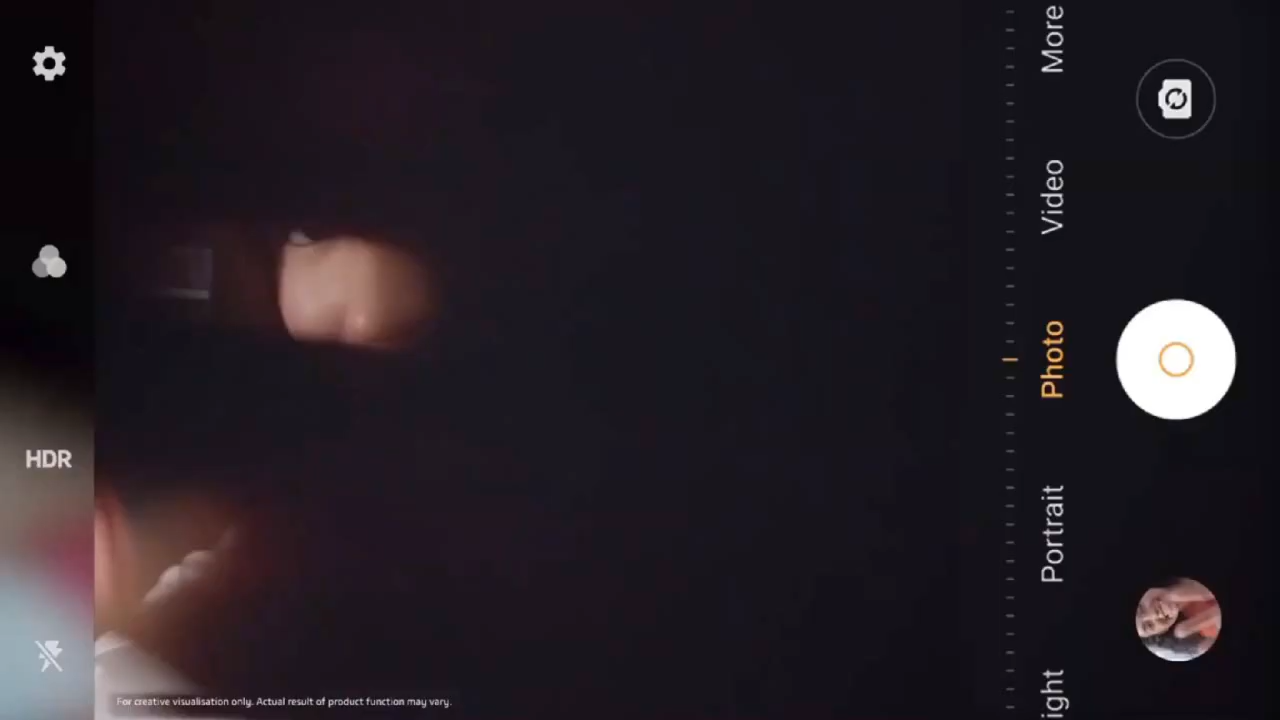 More
Video
Photo
Portrait
ight
HDR
For creative visualisation only. Actual result of product function may vary.